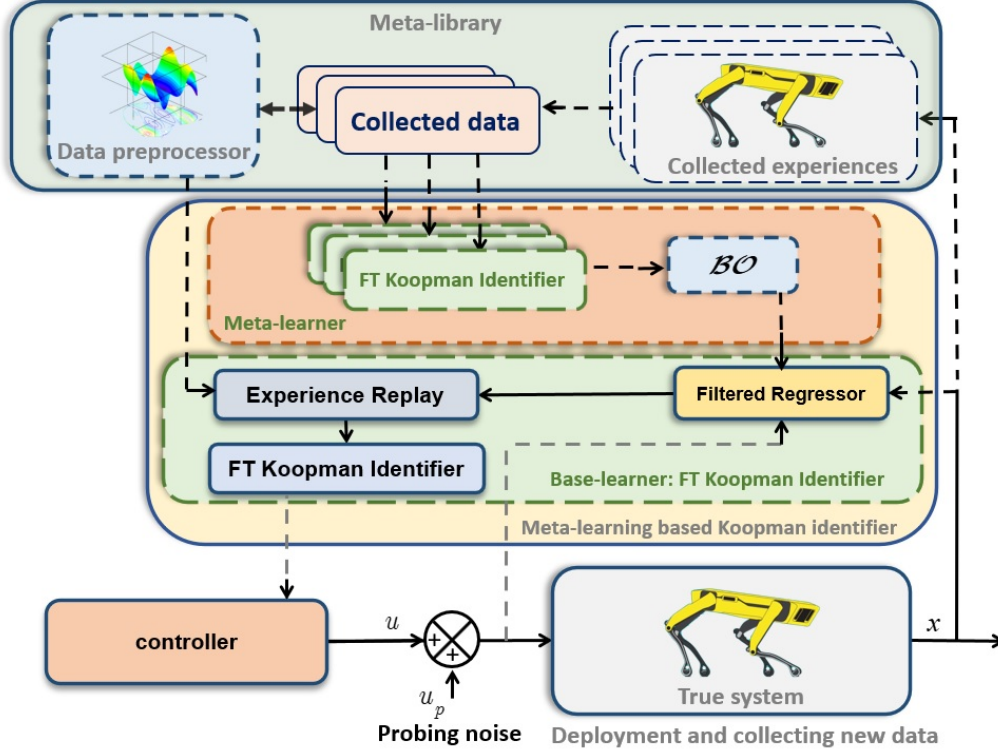 Meta-library
Data preprocessor
Collected data
Collected experiences
FT Koopman Identifier
BO
Meta-learner
Experience Replay
Filtered Regressor
FT Koopman Identifier
Base-learner: FT Koopman Identifier
Meta-learning based Koopman identifier
controller
u
+
+
u_p
Probing noise
True system
x
Deployment and collecting new data